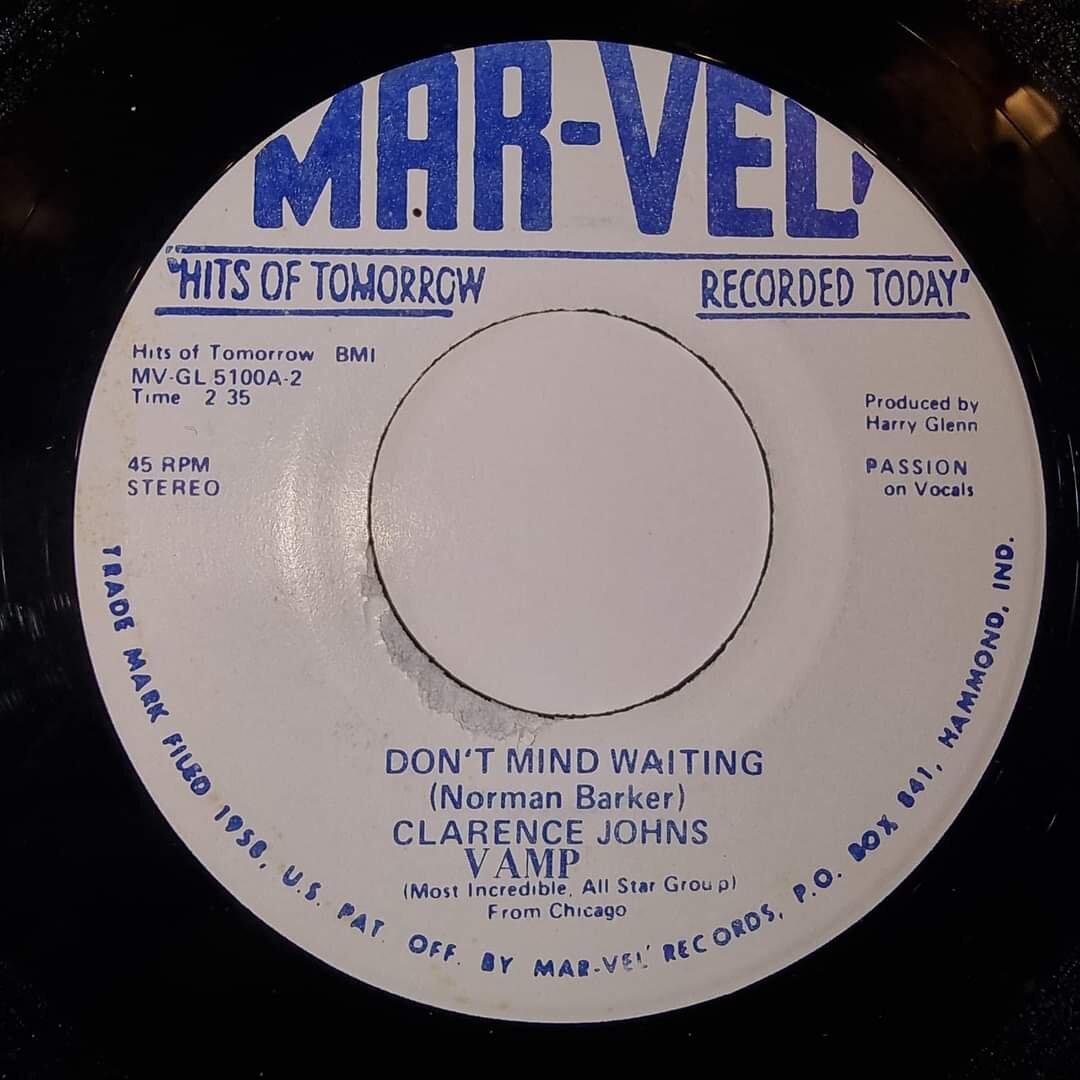 MAR-VEL'
"HITS OF TOMORROW
RECORDED TODAY"
Hits of Tomorrow BMI
MV-GL 5100A-2
Time 2 35
45 RPM
STEREO
Produced by
Harry Glenn
PASSION
on Vocals
DON'T MIND WAITING
(Norman Barker)
CLARENCE JOHNS
VAMP
(Most Incredible, All Star Group)
From Chicago
TRADE MARK FILED 1958, U.S. PAT. OFF. BY MAR-VEL' RECORDS, P.O. BOX 841, HAMMOND, IND.